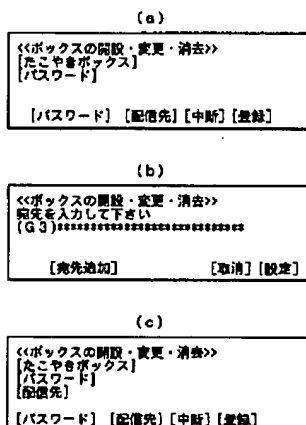 (a)
<<ボックスの開設・変更・消去>>
[たこやきボックス]
[パスワード]
[パスワード] [配信先] [中断] [登録]
(b)
<<ボックスの開設・変更・消去>>
宛先を入力して下さい
(G3)****************************
[宛先追加] [取消] [設定]
(c)
<<ボックスの開設・変更・消去>>
[たこやきボックス]
[パスワード]
[配信先]
[パスワード] [配信先] [中断] [登録]